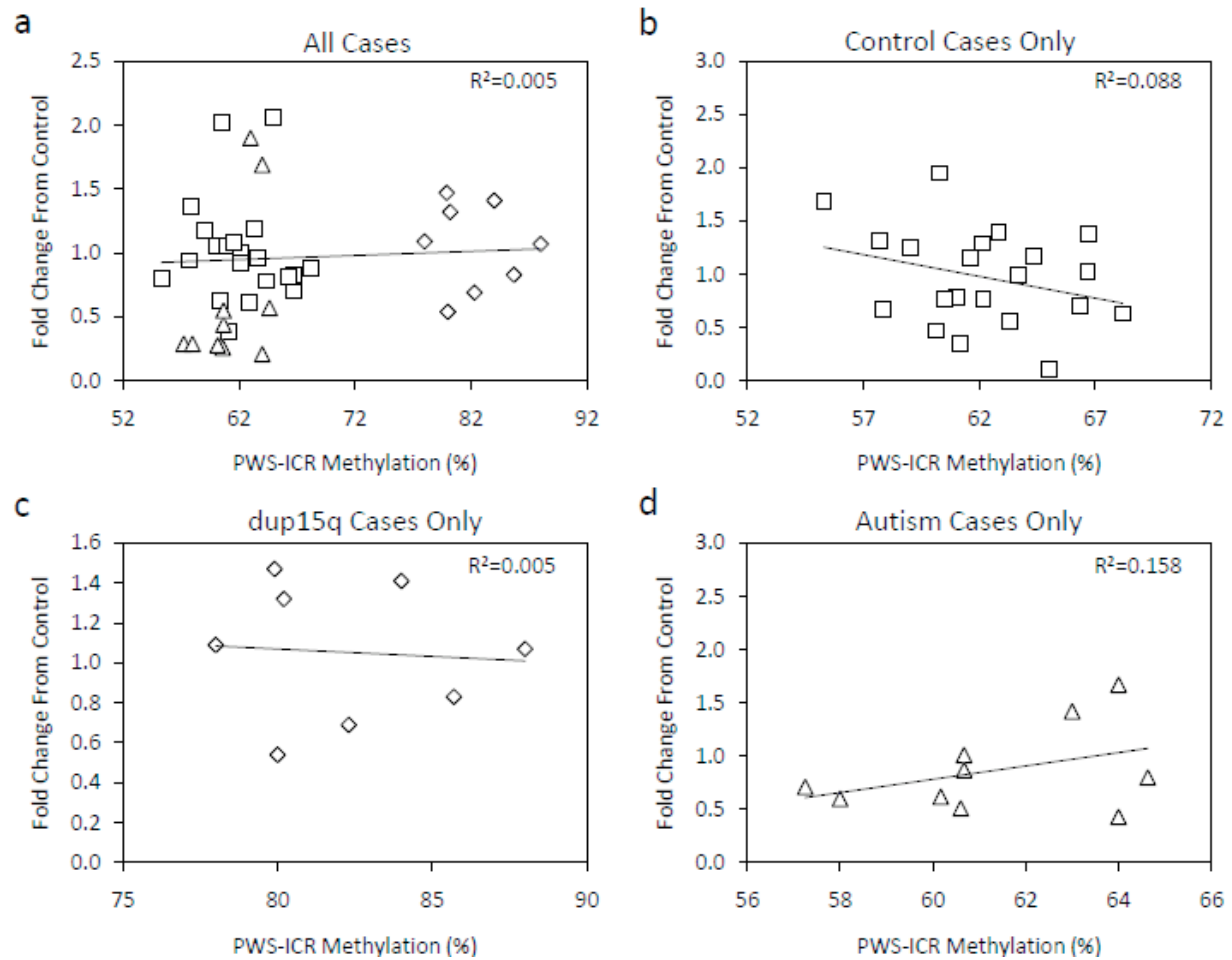 a
All Cases
R²=0.005
Fold Change From Control
2.5
2.0
1.5
1.0
0.5
0.0
52 62 72 82 92
PWS-ICR Methylation (%)
b
Control Cases Only
R²=0.088
Fold Change From Control
3.0
2.5
2.0
1.5
1.0
0.5
0.0
52 57 62 67 72
PWS-ICR Methylation (%)
c
dup15q Cases Only
R²=0.005
Fold Change From Control
1.6
1.4
1.2
1.0
0.8
0.6
0.4
0.2
0.0
75 80 85 90
PWS-ICR Methylation (%)
d
Autism Cases Only
R²=0.158
Fold Change From Control
3.0
2.5
2.0
1.5
1.0
0.5
0.0
56 58 60 62 64 66
PWS-ICR Methylation (%)